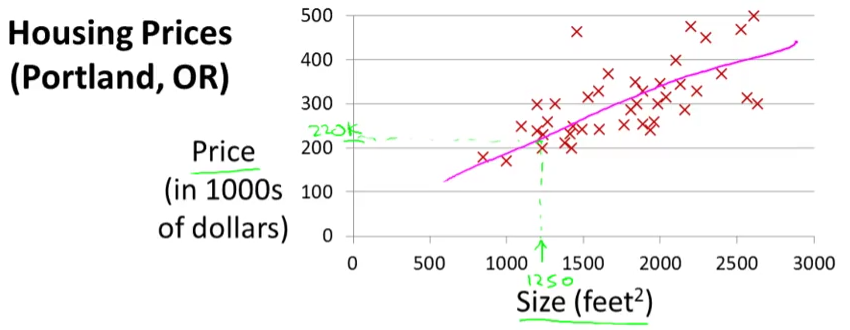 Housing Prices
(Portland, OR)
500
400
300
220k
200
Price
(in 1000s
of dollars)
100
0
0 500 1000 1500 2000 2500 3000
1250
Size (feet²)